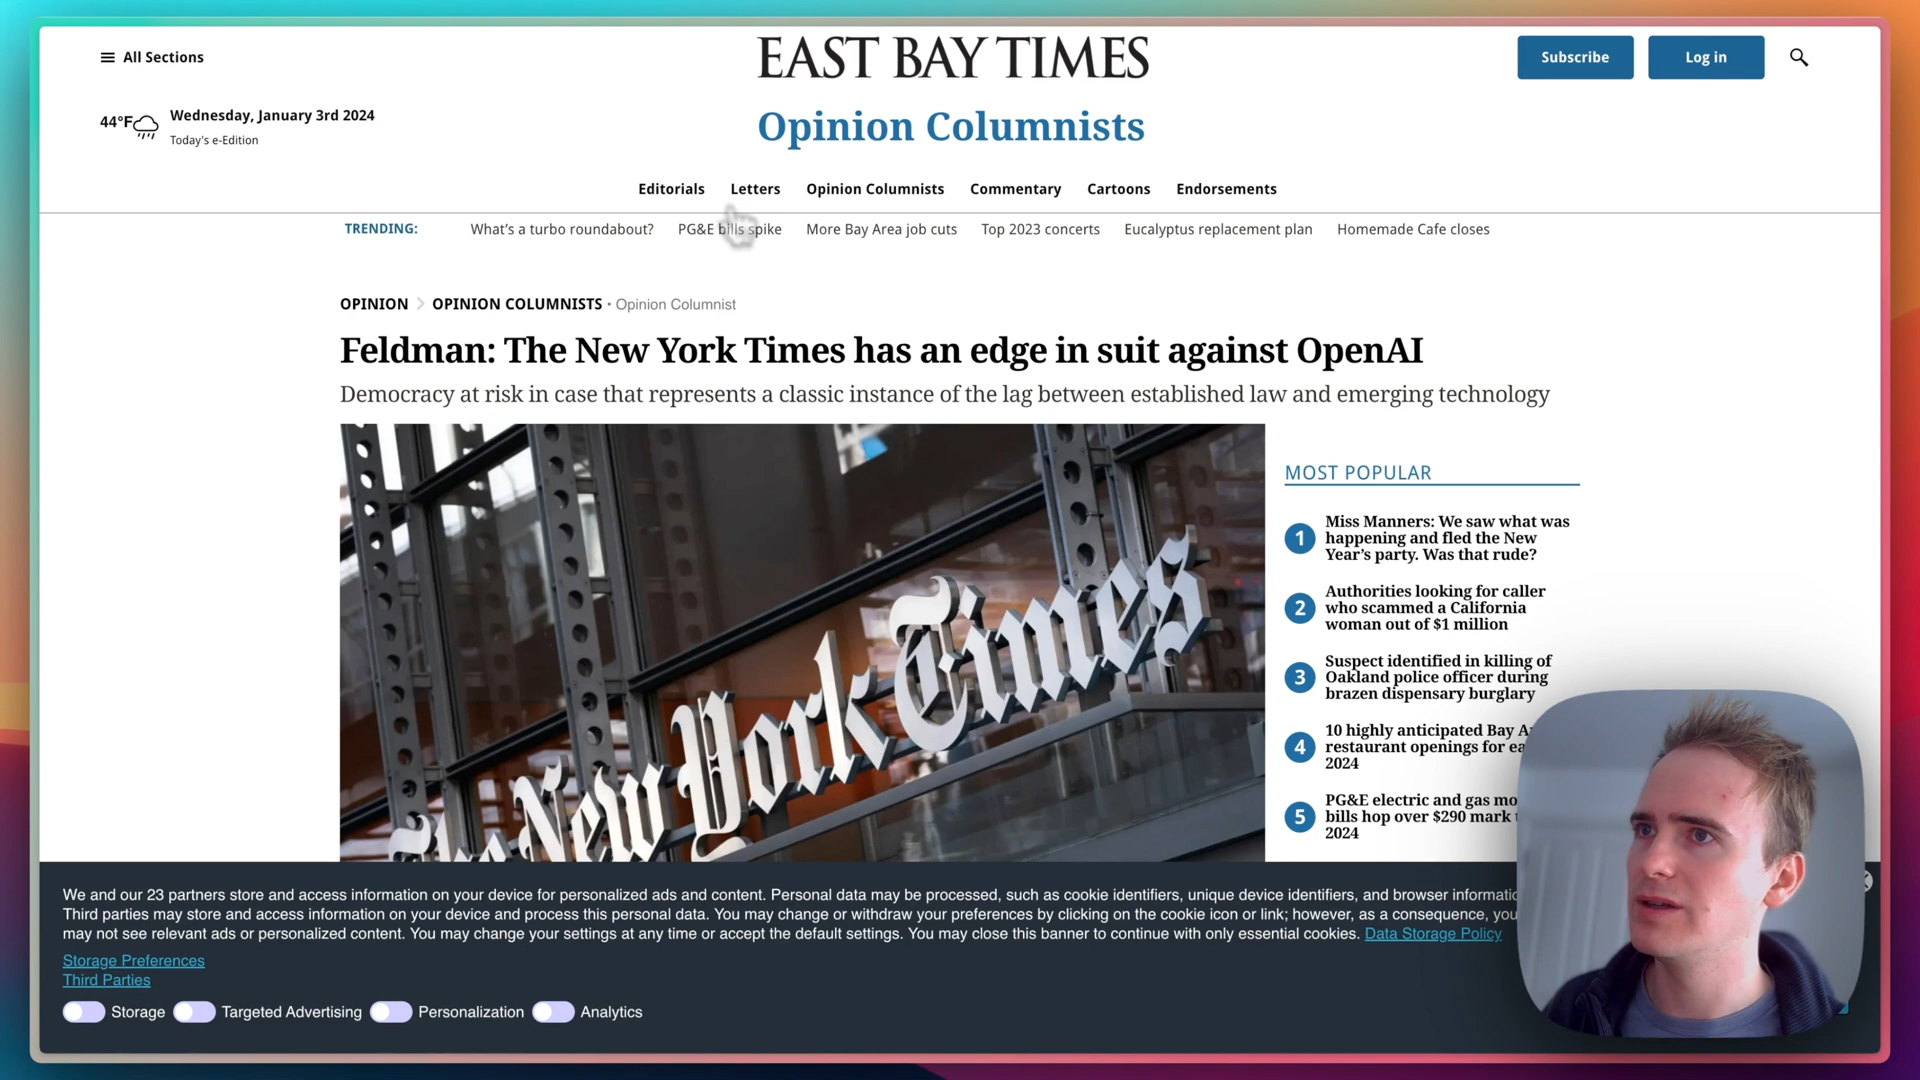 All Sections
EAST BAY TIMES
Subscribe
Log in
44°F
Wednesday, January 3rd 2024
Today's e-Edition
Opinion Columnists
Editorials
Letters
Opinion Columnists
Commentary
Cartoons
Endorsements
TRENDING:
What's a turbo roundabout?
PG&E bills spike
More Bay Area job cuts
Top 2023 concerts
Eucalyptus replacement plan
Homemade Cafe closes
OPINION > OPINION COLUMNISTS • Opinion Columnist
Feldman: The New York Times has an edge in suit against OpenAI
Democracy at risk in case that represents a classic instance of the lag between established law and emerging technology
The New York Times
MOST POPULAR
1
Miss Manners: We saw what was
happening and fled the New
Year's party. Was that rude?
2
Authorities looking for caller
who scammed a California
woman out of $1 million
3
Suspect identified in killing of
Oakland police officer during
brazen dispensary burglary
4
10 highly anticipated Bay
restaurant openings for
2024
5
PG&E electric and gas
bills hop over $290 mark
2024
We and our 23 partners store and access information on your device for personalized ads and content. Personal data may be processed, such as cookie identifiers, unique device identifiers, and browser
Third parties may store and access information on your device and process this personal data. You may change or withdraw your preferences by clicking on the cookie icon or link; however, as a consequence, you
may not see relevant ads or personalized content. You may change your settings at any time or accept the default settings. You may close this banner to continue with only essential cookies. Data Storage Policy
Storage Preferences
Third Parties
Storage
Targeted Advertising
Personalization
Analytics